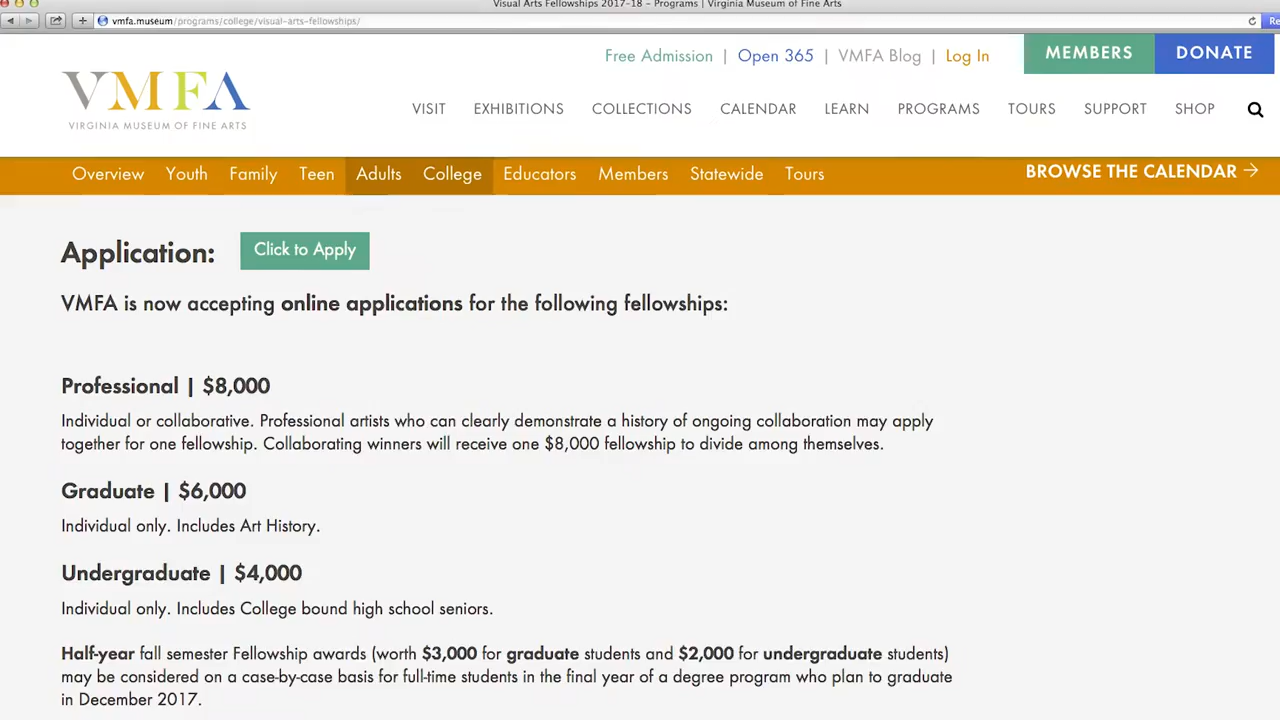 Visual Arts Fellowships 2017-18 – Programs | Virginia Museum of Fine Arts
vmfa.museum/programs/college/visual-arts-fellowships/
Free Admission | Open 365 | VMFA Blog | Log In MEMBERS DONATE
VMFA
VIRGINIA MUSEUM OF FINE ARTS
VISIT EXHIBITIONS COLLECTIONS CALENDAR LEARN PROGRAMS TOURS SUPPORT SHOP
Overview Youth Family Teen Adults College Educators Members Statewide Tours BROWSE THE CALENDAR →
Application: Click to Apply
VMFA is now accepting online applications for the following fellowships:
Professional | $8,000
Individual or collaborative. Professional artists who can clearly demonstrate a history of ongoing collaboration may apply
together for one fellowship. Collaborating winners will receive one $8,000 fellowship to divide among themselves.
Graduate | $6,000
Individual only. Includes Art History.
Undergraduate | $4,000
Individual only. Includes College bound high school seniors.
Half-year fall semester Fellowship awards (worth $3,000 for graduate students and $2,000 for undergraduate students)
may be considered on a case-by-case basis for full-time students in the final year of a degree program who plan to graduate
in December 2017.